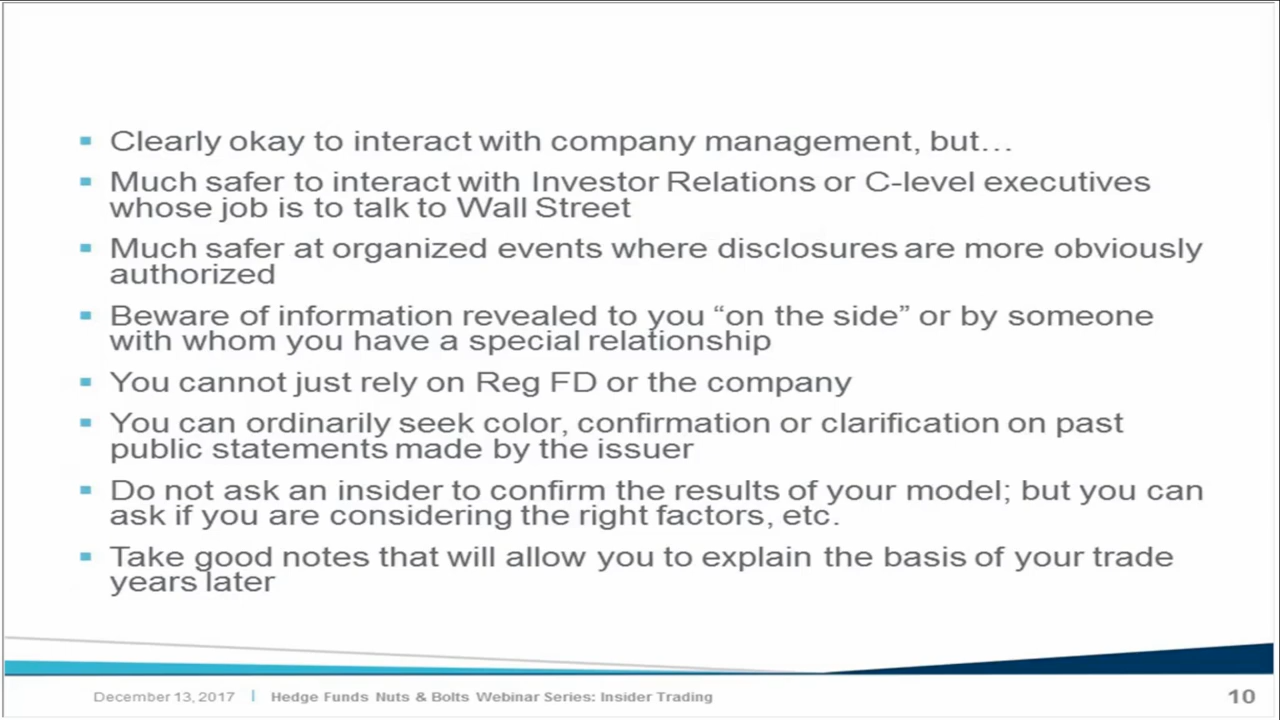 Clearly okay to interact with company management, but…
Much safer to interact with Investor Relations or C-level executives
whose job is to talk to Wall Street
Much safer at organized events where disclosures are more obviously
authorized
Beware of information revealed to you “on the side” or by someone
with whom you have a special relationship
You cannot just rely on Reg FD or the company
You can ordinarily seek color, confirmation or clarification on past
public statements made by the issuer
Do not ask an insider to confirm the results of your model; but you can
ask if you are considering the right factors, etc.
Take good notes that will allow you to explain the basis of your trade
years later
December 13, 2017 | Hedge Funds Nuts & Bolts Webinar Series: Insider Trading 10